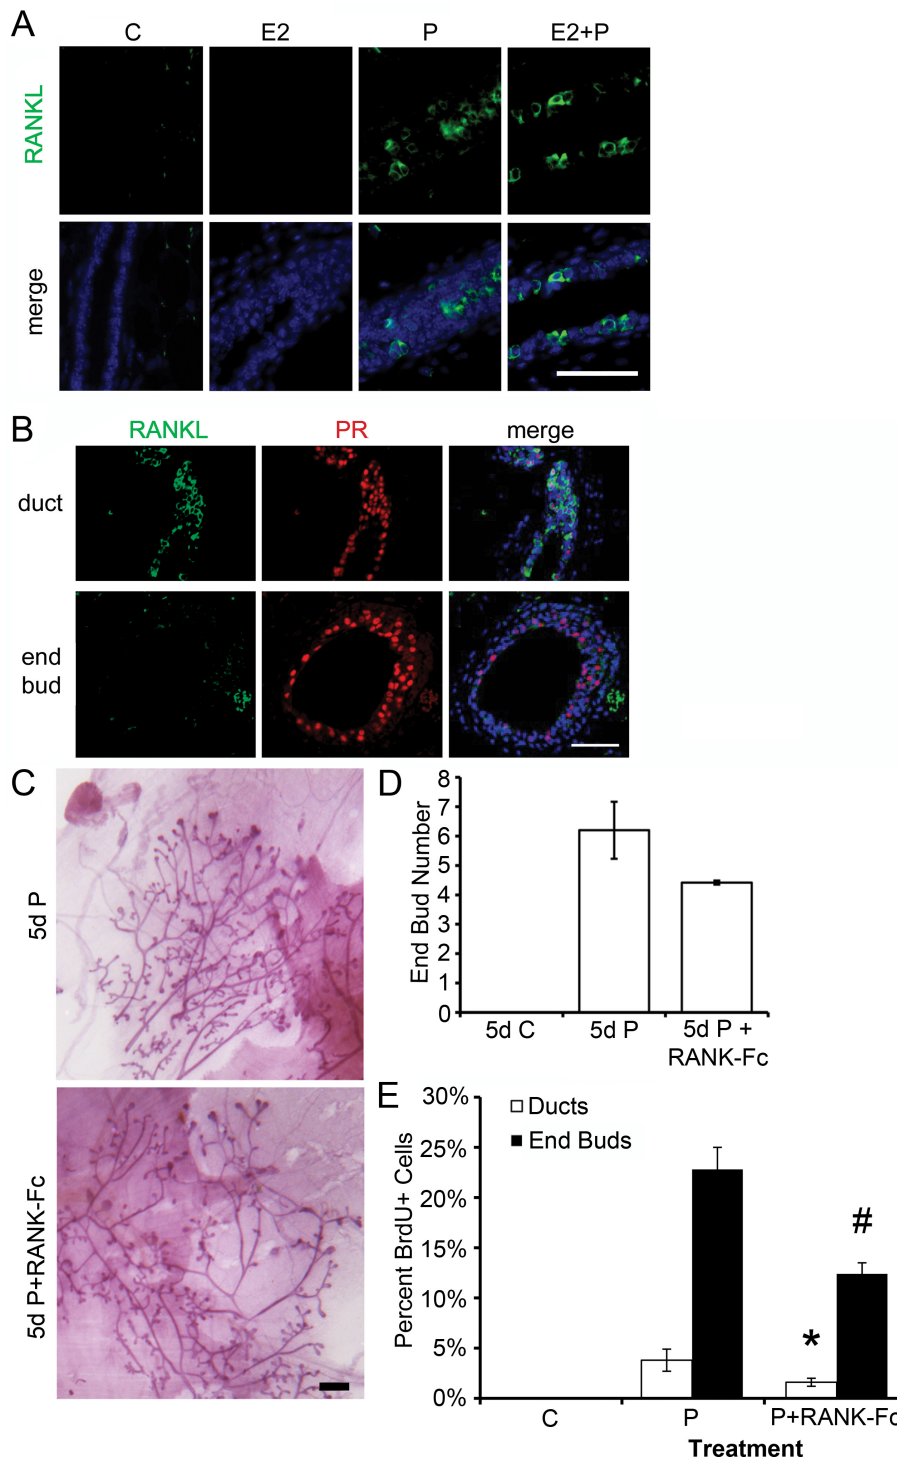 A
C E2 P E2+P
RANKL
merge
B
RANKL PR merge
duct
end
bud
C
5d P
5d P+RANK-Fc
D
End Bud Number
8
7
6
5
4
3
2
1
0
5d C 5d P 5d P +
RANK-Fc
E
Percent BrdU+ Cells
30%
25%
20%
15%
10%
5%
0%
Ducts
End Buds
*
#
C P P+RANK-Fc
Treatment